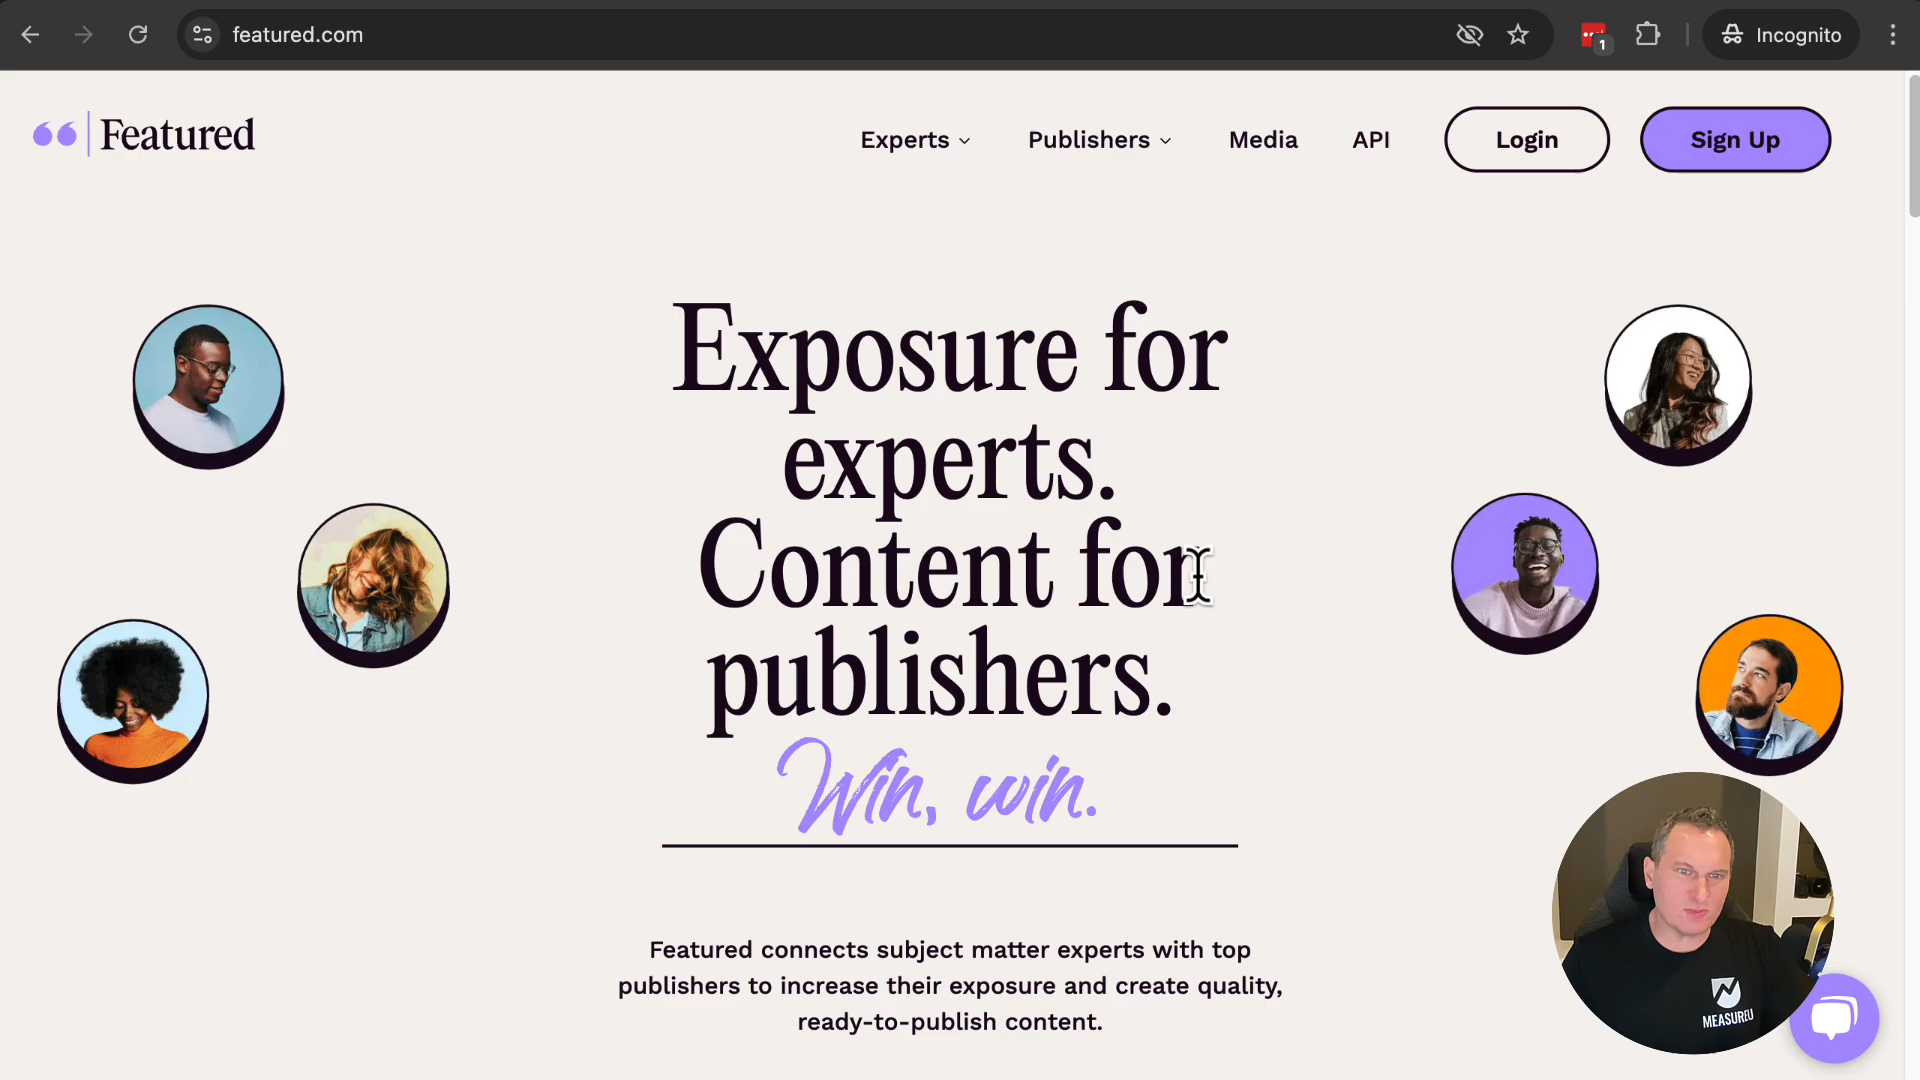 featured.com
1
Incognito
Featured
Experts
Publishers
Media
API
Login
Sign Up
Exposure for
experts.
Content for
publishers.
Win, win.
Featured connects subject matter experts with top
publishers to increase their exposure and create quality,
ready-to-publish content.
MEASUREU